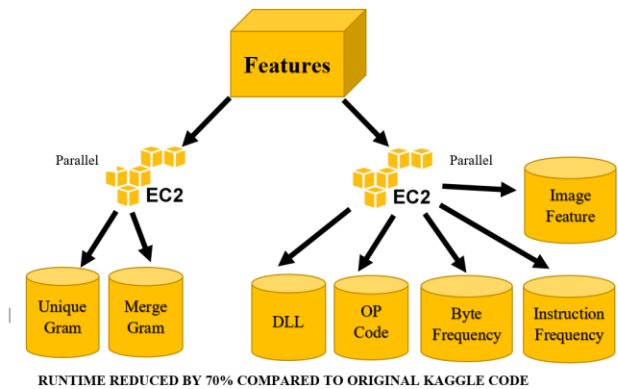 Features
Parallel
EC2
Parallel
EC2
Image
Feature
Unique
Gram
Merge
Gram
DLL
OP
Code
Byte
Frequency
Instruction
Frequency
RUNTIME REDUCED BY 70% COMPARED TO ORIGINAL KAGGLE CODE